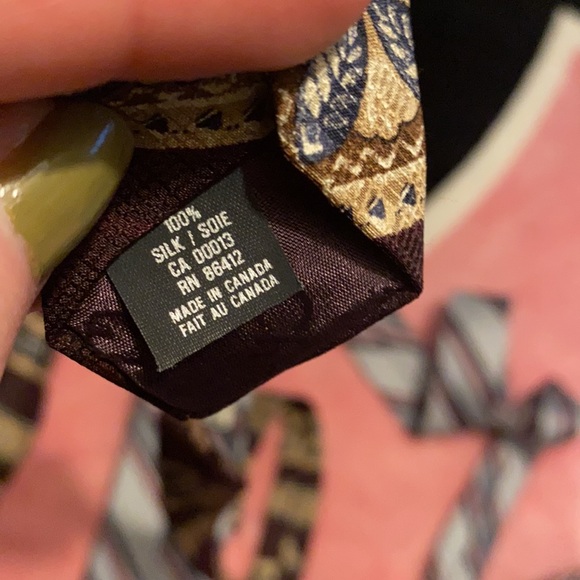 100%
SILK / SOIE
CA 00013
RN 86412
MADE IN CANADA
FAIT AU CANADA